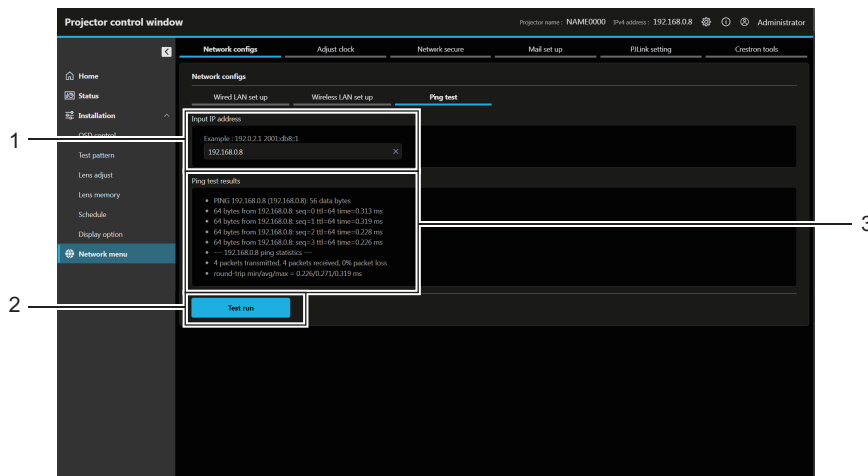 Projector control window
Projector name : NAME0000 IPv4 address : 192.168.0.8 Administrator
Network configs Adjust clock Network secure Mail set up PJLink setting Crestron tools
Home
Status
Installation
OSD control
Test pattern
Lens adjust
Lens memory
Schedule
Display option
Network menu
Network configs
Wired LAN set up Wireless LAN set up Ping test
1
Input IP address
Example : 192.0.2.1 2001:db8::1
192.168.0.8
Ping test results
• PING 192.168.0.8 (192.168.0.8): 56 data bytes
• 64 bytes from 192.168.0.8: seq=0 ttl=64 time=0.313 ms
• 64 bytes from 192.168.0.8: seq=1 ttl=64 time=0.319 ms
• 64 bytes from 192.168.0.8: seq=2 ttl=64 time=0.228 ms
• 64 bytes from 192.168.0.8: seq=3 ttl=64 time=0.226 ms
• --- 192.168.0.8 ping statistics ---
• 4 packets transmitted, 4 packets received, 0% packet loss
• round-trip min/avg/max = 0.226/0.271/0.319 ms
3
2
Test run